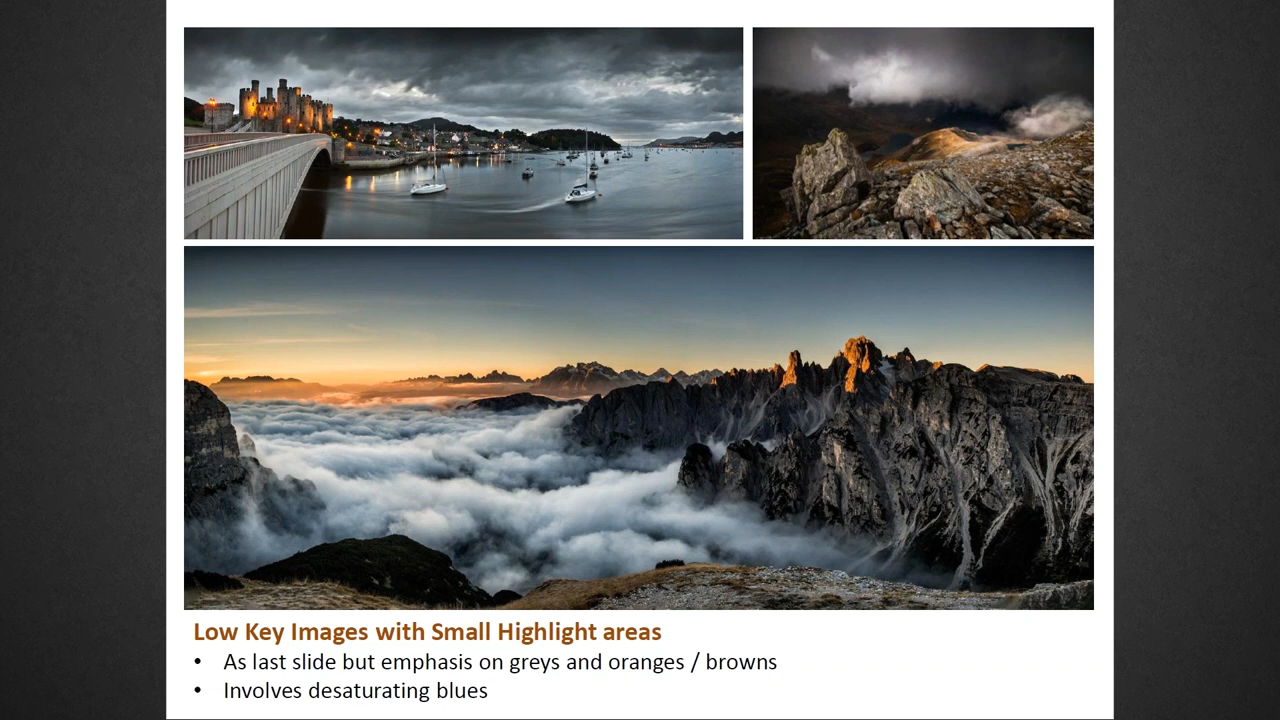 Low Key Images with Small Highlight areas
• As last slide but emphasis on greys and oranges / browns
• Involves desaturating blues